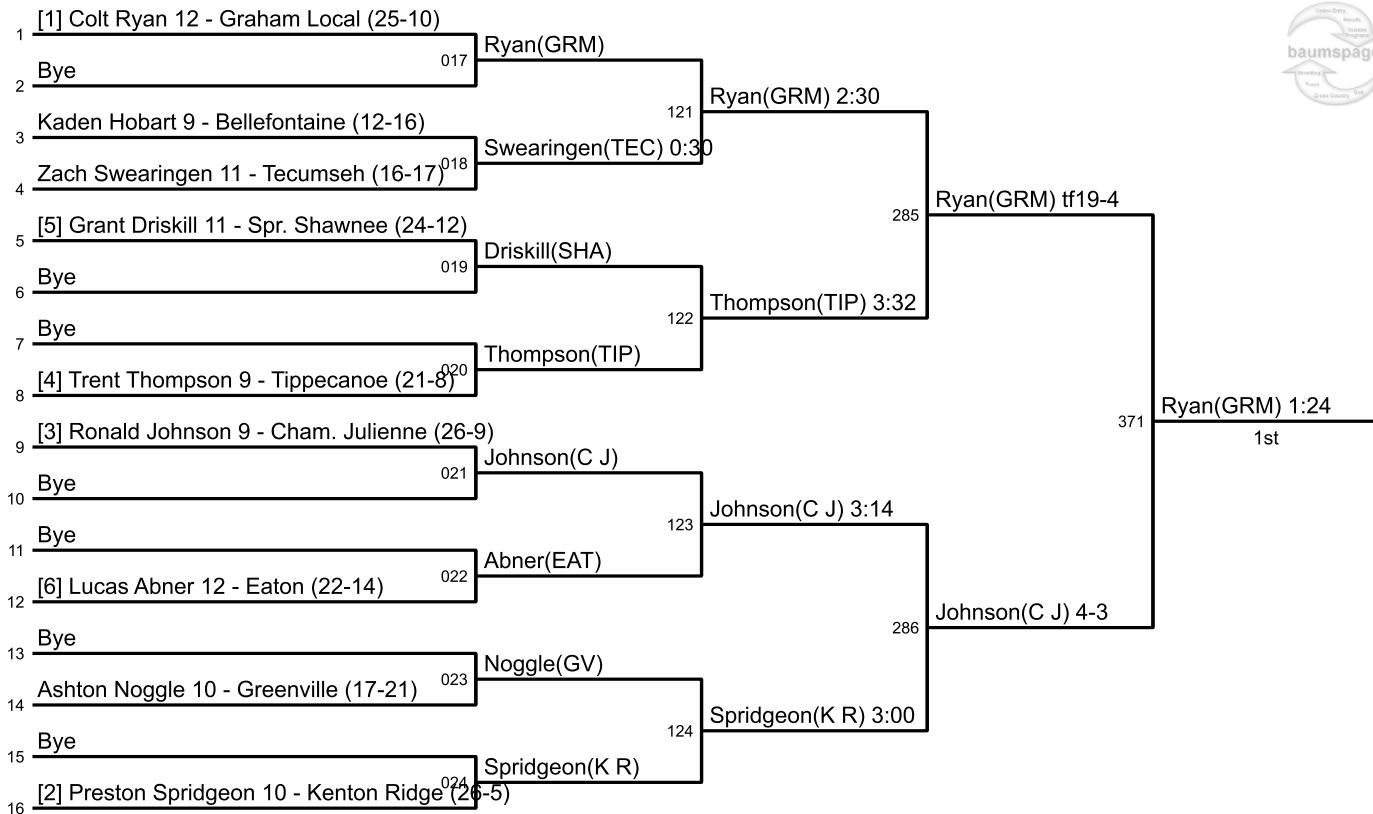 1 [1] Colt Ryan 12 - Graham Local (25-10)
2 Bye
017 Ryan(GRM)
3 Kaden Hobart 9 - Bellefontaine (12-16)
4 Zach Swearingen 11 - Tecumseh (16-17)
018 Swearingen(TEC) 0:30
121 Ryan(GRM) 2:30
5 [5] Grant Driskill 11 - Spr. Shawnee (24-12)
6 Bye
019 Driskill(SHA)
7 Bye
8 [4] Trent Thompson 9 - Tippecanoe (21-8)
020 Thompson(TIP)
122 Thompson(TIP) 3:32
285 Ryan(GRM) tf19-4
9 [3] Ronald Johnson 9 - Cham. Julienne (26-9)
10 Bye
021 Johnson(C J)
11 Bye
12 [6] Lucas Abner 12 - Eaton (22-14)
022 Abner(EAT)
123 Johnson(C J) 3:14
13 Bye
14 Ashton Noggle 10 - Greenville (17-21)
023 Noggle(GV)
15 Bye
16 [2] Preston Spridgeon 10 - Kenton Ridge (26-5)
024 Spridgeon(K R)
124 Spridgeon(K R) 3:00
286 Johnson(C J) 4-3
371 Ryan(GRM) 1:24
1st
baumspage